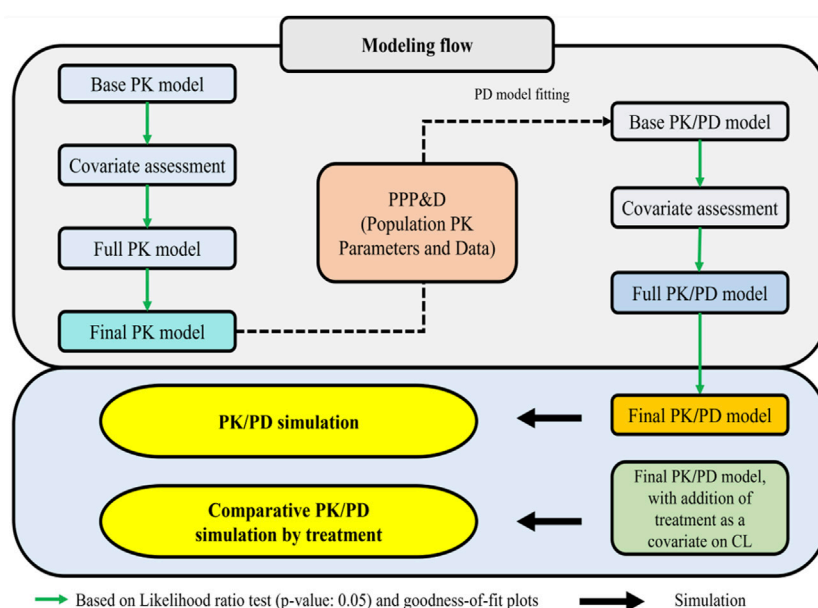 Modeling flow
Base PK model
Covariate assessment
Full PK model
Final PK model
PPP&D
(Population PK
Parameters and Data)
PD model fitting
Base PK/PD model
Covariate assessment
Full PK/PD model
Final PK/PD model
PK/PD simulation
Final PK/PD model,
with addition of
treatment as a
covariate on CL
Comparative PK/PD
simulation by treatment
Based on Likelihood ratio test (p-value: 0.05) and goodness-of-fit plots
Simulation